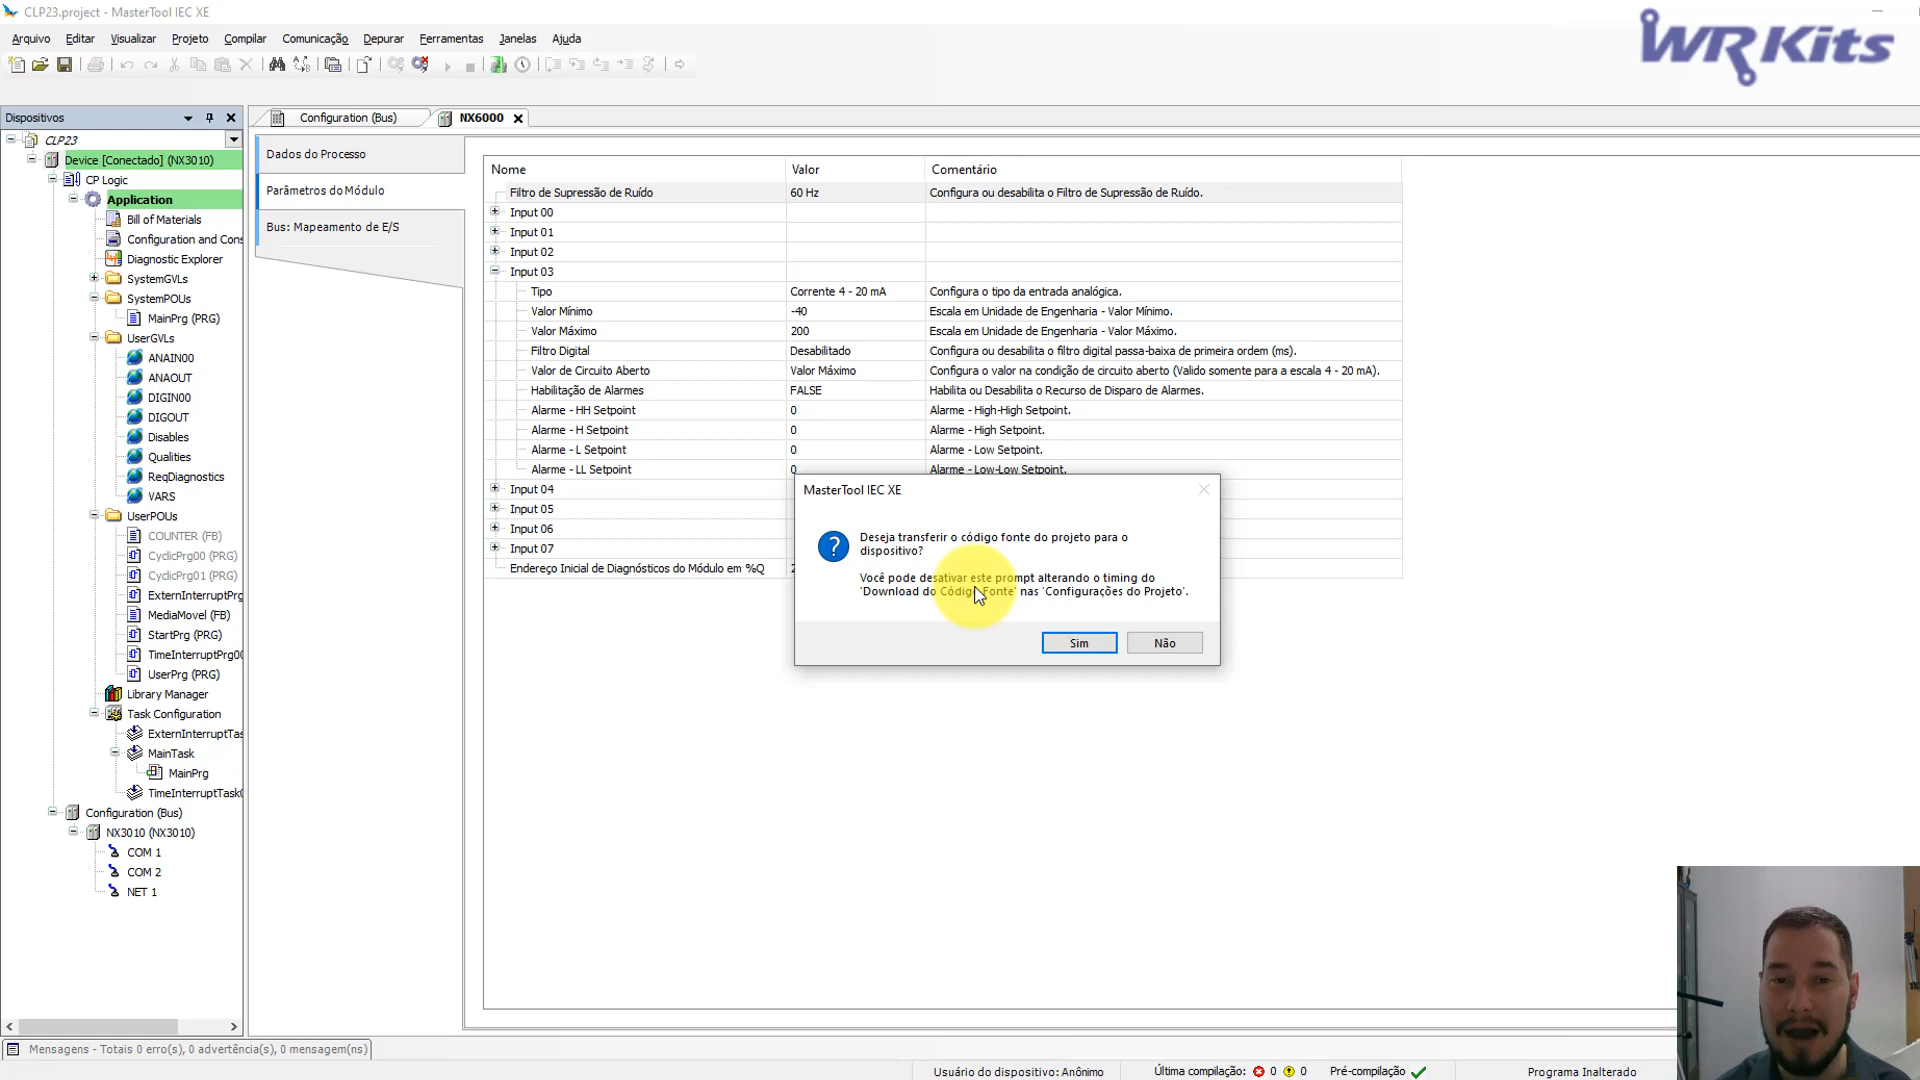 CLP23.project - MasterTool IEC XE
Arquivo Editar Visualizar Projeto Compilar Comunicação Depurar Ferramentas Janelas Ajuda
WR Kits
Dispositivos
Configuration (Bus)
NX6000
CLP23
Device [Conectado] (NX3010)
CP Logic
Application
Bill of Materials
Configuration and Cons
Diagnostic Explorer
SystemGVLs
SystemPOUs
MainPrg (PRG)
UserGVLs
ANAIN00
ANAOUT
DIGIN00
DIGOUT
Disables
Qualities
ReqDiagnostics
VARS
UserPOUs
COUNTER (FB)
CyclicPrg00 (PRG)
CyclicPrg01 (PRG)
ExternInterruptPrg
MediaMovel (FB)
StartPrg (PRG)
TimeInterruptPrg00
UserPrg (PRG)
Library Manager
Task Configuration
ExternInterruptTas
MainTask
MainPrg
TimeInterruptTask0
Configuration (Bus)
NX3010 (NX3010)
COM 1
COM 2
NET 1
Dados do Processo
Parâmetros do Módulo
Bus: Mapeamento de E/S
Nome Valor Comentário
Filtro de Supressão de Ruído 60 Hz Configura ou desabilita o Filtro de Supressão de Ruído.
Input 00
Input 01
Input 02
Input 03
Tipo Corrente 4 - 20 mA Configura o tipo da entrada analógica.
Valor Mínimo -40 Escala em Unidade de Engenharia - Valor Mínimo.
Valor Máximo 200 Escala em Unidade de Engenharia - Valor Máximo.
Filtro Digital Desabilitado Configura ou desabilita o filtro digital passa-baixa de primeira ordem (ms).
Valor de Circuito Aberto Valor Máximo Configura o valor na condição de circuito aberto (Valido somente para a escala 4 - 20 mA).
Habilitação de Alarmes FALSE Habilita ou Desabilita o Recurso de Disparo de Alarmes.
Alarme - HH Setpoint 0 Alarme - High-High Setpoint.
Alarme - H Setpoint 0 Alarme - High Setpoint.
Alarme - L Setpoint 0 Alarme - Low Setpoint.
Alarme - LL Setpoint 0 Alarme - Low-Low Setpoint.
Input 04
Input 05
Input 06
Input 07
Endereço Inicial de Diagnósticos do Módulo em %Q
MasterTool IEC XE
Deseja transferir o código fonte do projeto para o
dispositivo?
Você pode desativar este prompt alterando o timing do
'Download do Código Fonte' nas 'Configurações do Projeto'.
Sim Não
Mensagens - Totais 0 erro(s), 0 advertência(s), 0 mensagem(ns)
Usuário do dispositivo: Anônimo Última compilação: 0 0 Pré-compilação Programa Inalterado